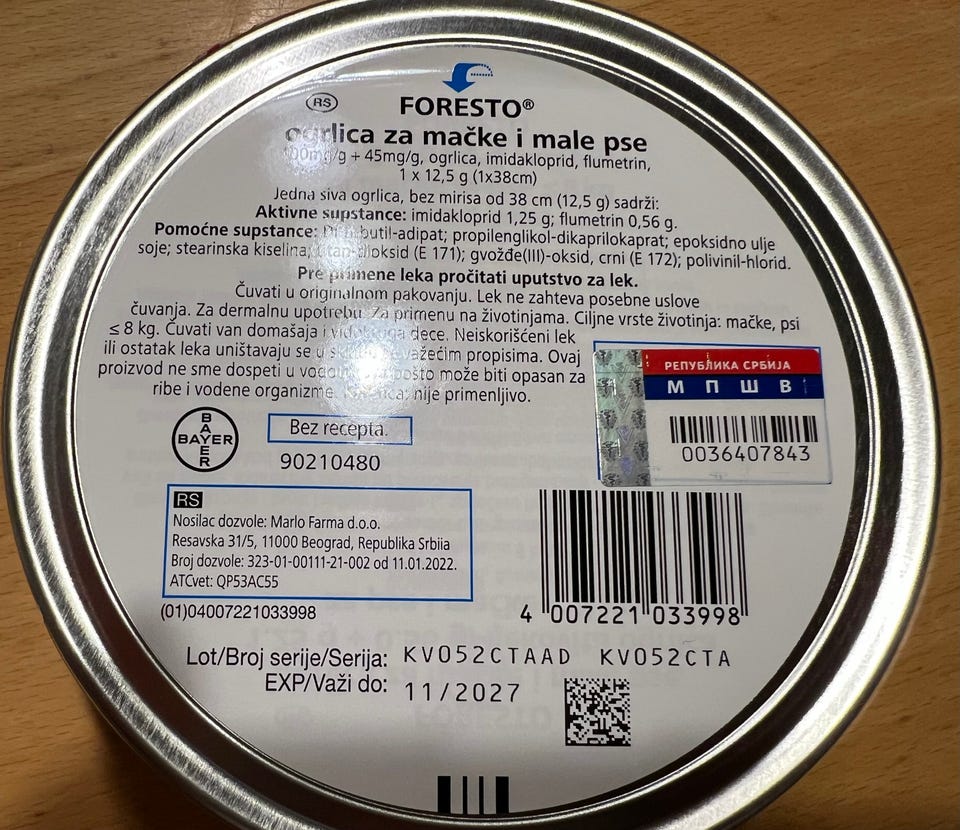 RS
FORESTO®
ogrlica za mačke i male pse
+ 45mg/g, ogrlica, imidakloprid, flumetrin,
1 x 12,5 g (1x38cm)
Jedna siva ogrlica, bez mirisa od 38 cm (12,5 g) sadrži:
Aktivne supstance: imidakloprid 1,25 g; flumetrin 0,56 g.
Pomoćne supstance: propilenglikol-dikaprilokaprat; epoksidno ulje
soje; stearinska kiselina; (E 171); gvožđe(III)-oksid, crni (E 172); polivinil-hlorid.
Pre primene leka pročitati uputstvo za lek.
Čuvati u originalnom pakovanju. Lek ne zahteva posebne uslove
čuvanja. Za dermalnu upotrebu. Za primenu na životinjama. Ciljne vrste životinja: mačke, psi
≤ 8 kg. Čuvati van domašaja i dece. Neiskorišćeni lek
ili ostatak leka uništavaju se u važećim propisima. Ovaj
proizvod ne sme dospeti u pošto može biti opasan za
ribe i vodene organizme. nije primenljivo.
РЕПУБЛИКА СРБИЈА
М П Ш В
0036407843
BAYER
BAYER
Bez recepta.
90210480
RS
Nosilac dozvole: Marlo Farma d.o.o.
Resavska 31/5, 11000 Beograd, Republika Srbiia
Broj dozvole: 323-01-00111-21-002 od 11.01.2022.
ATCvet: QP53AC55
(01)04007221033998
4 007221 033998
Lot/Broj serije/Serija: KV052CTAAD KV052CTA
EXP/Važi do: 11/2027